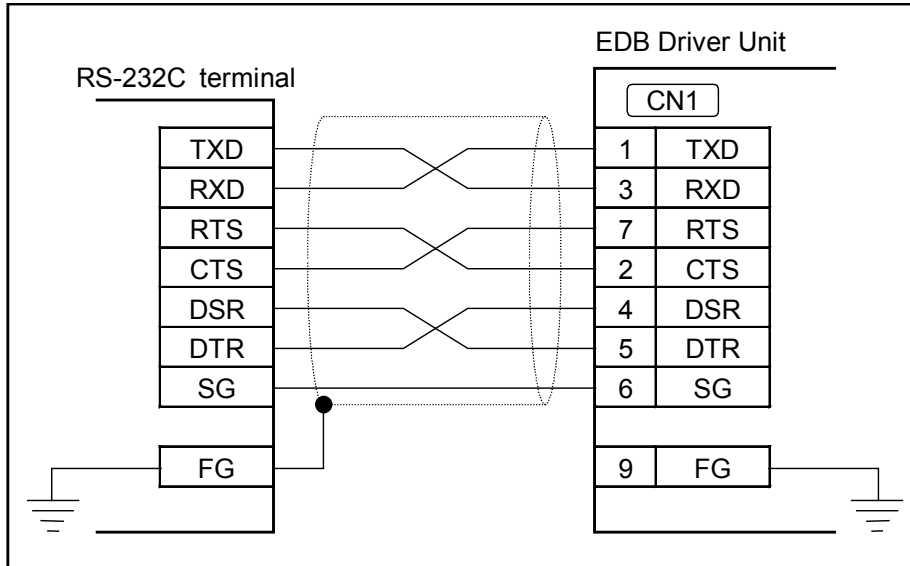 EDB Driver Unit
RS-232C terminal
CN1
TXD 1 TXD
RXD 3 RXD
RTS 7 RTS
CTS 2 CTS
DSR 4 DSR
DTR 5 DTR
SG 6 SG
FG 9 FG